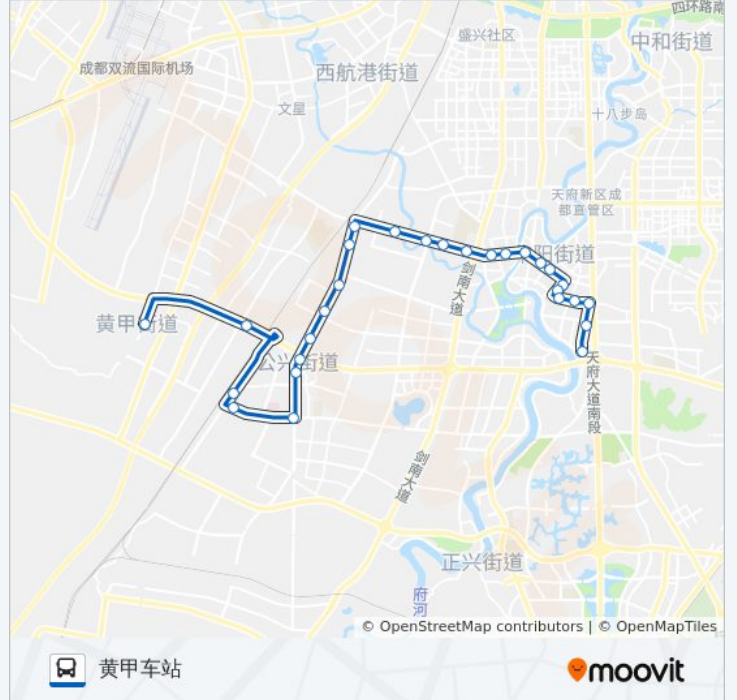 四环路南
中和街道
盛兴社区
成都双流国际机场
西航港街道
文星
十八步岛
天府新区成
都直管区
阳街道
剑南大道
黄甲街道
公兴街道
天府大道南段
剑南大道
正兴街道
府河
© OpenStreetMap contributors | © OpenMapTiles
黄甲车站
moovit